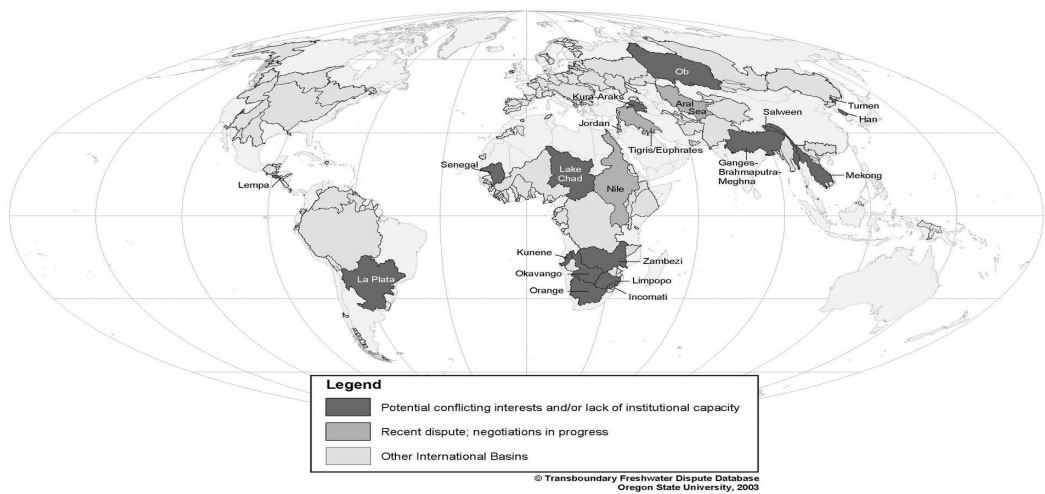 Ob
Kura-Araks
Aral
Sea
Salween
Tumen
Han
Jordan
Tigris/Euphrates
Senegal
Lake
Chad
Ganges-
Brahmaputra-
Meghna
Mekong
Lempa
Nile
Kunene
Zambezi
La Plata
Okavango
Limpopo
Orange
Incomati
Legend
Potential conflicting interests and/or lack of institutional capacity
Recent dispute; negotiations in progress
Other International Basins
© Transboundary Freshwater Dispute Database
Oregon State University, 2003